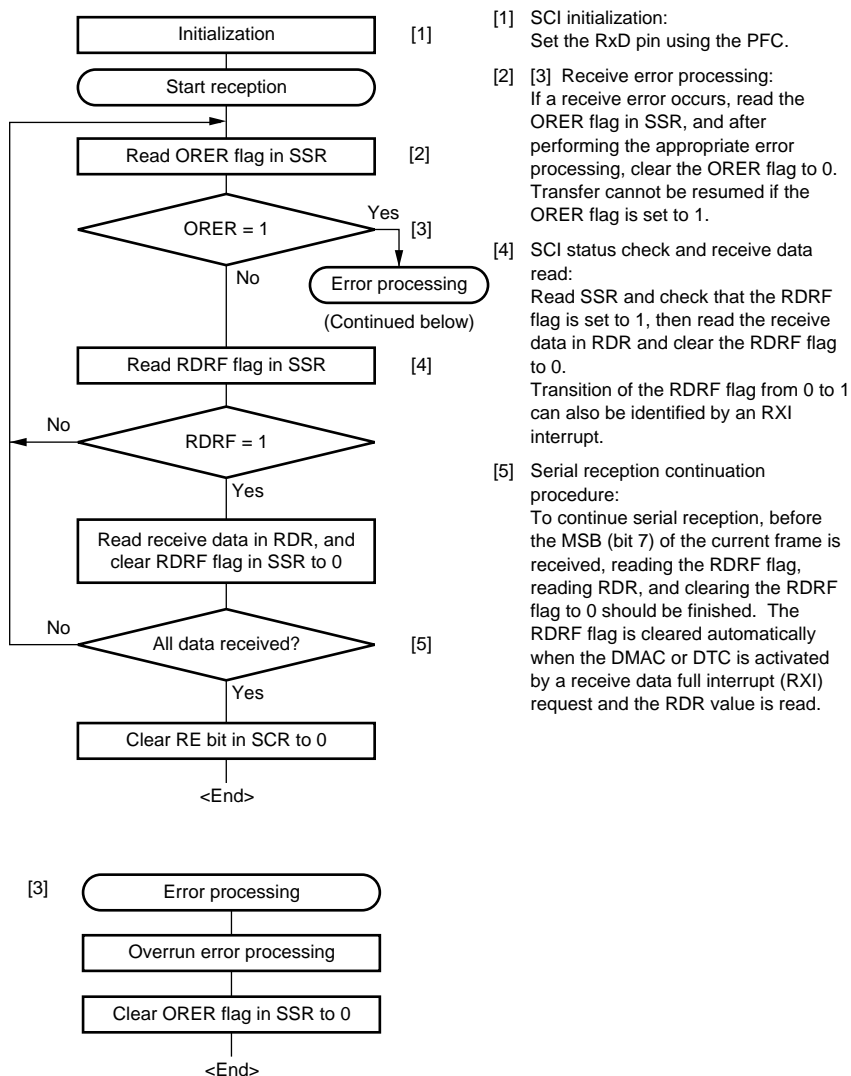 Initialization
[1]
Start reception
Read ORER flag in SSR
[2]
ORER = 1
Yes
[3]
No
Error processing
(Continued below)
Read RDRF flag in SSR
[4]
No
RDRF = 1
Yes
Read receive data in RDR, and
clear RDRF flag in SSR to 0
No
All data received?
[5]
Yes
Clear RE bit in SCR to 0
<End>
[3]
Error processing
Overrun error processing
Clear ORER flag in SSR to 0
<End>
[1] SCI initialization:
Set the RxD pin using the PFC.
[2] [3] Receive error processing:
If a receive error occurs, read the
ORER flag in SSR, and after
performing the appropriate error
processing, clear the ORER flag to 0.
Transfer cannot be resumed if the
ORER flag is set to 1.
[4] SCI status check and receive data
read:
Read SSR and check that the RDRF
flag is set to 1, then read the receive
data in RDR and clear the RDRF flag
to 0.
Transition of the RDRF flag from 0 to 1
can also be identified by an RXI
interrupt.
[5] Serial reception continuation
procedure:
To continue serial reception, before
the MSB (bit 7) of the current frame is
received, reading the RDRF flag,
reading RDR, and clearing the RDRF
flag to 0 should be finished. The
RDRF flag is cleared automatically
when the DMAC or DTC is activated
by a receive data full interrupt (RXI)
request and the RDR value is read.